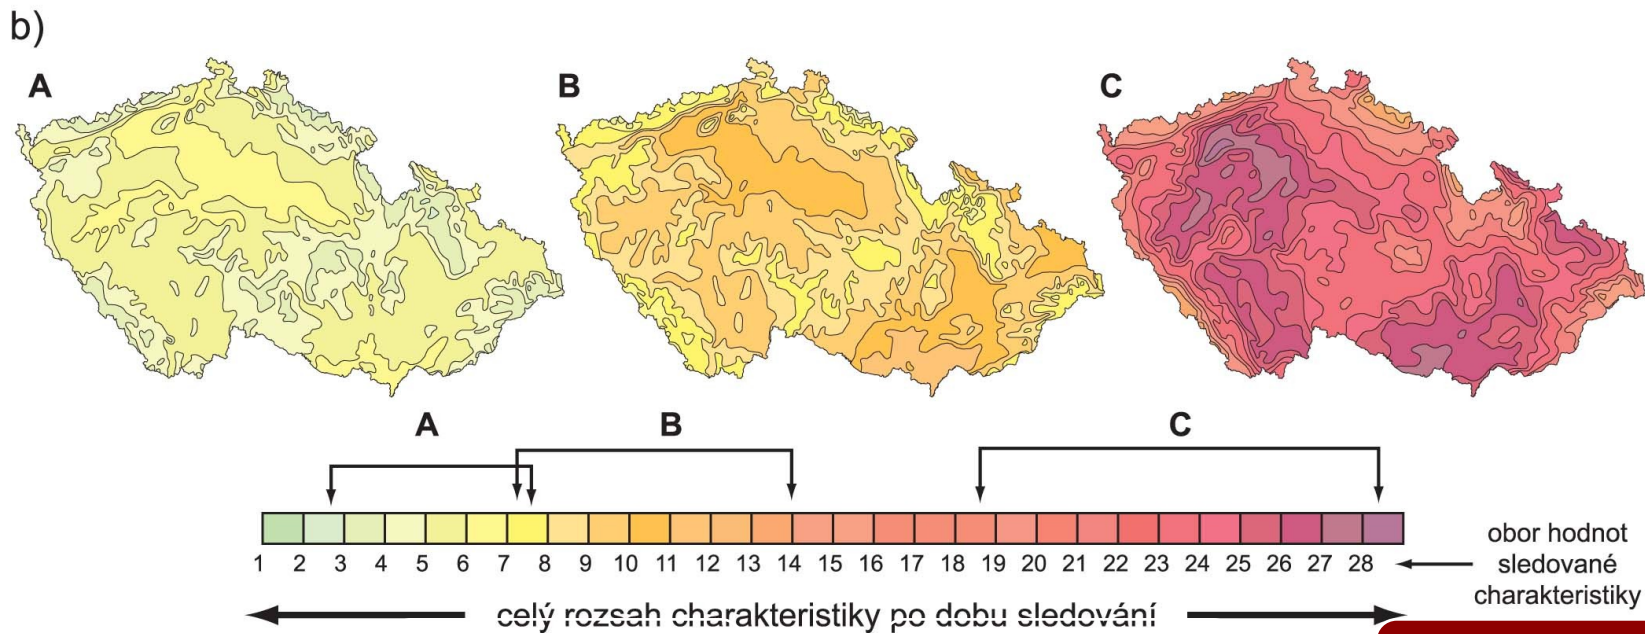 b)
A B C
A B C
1 2 3 4 5 6 7 8 9 10 11 12 13 14 15 16 17 18 19 20 21 22 23 24 25 26 27 28
obor hodnot
sledované
charakteristiky
celý rozsah charakteristiky po dobu sledování